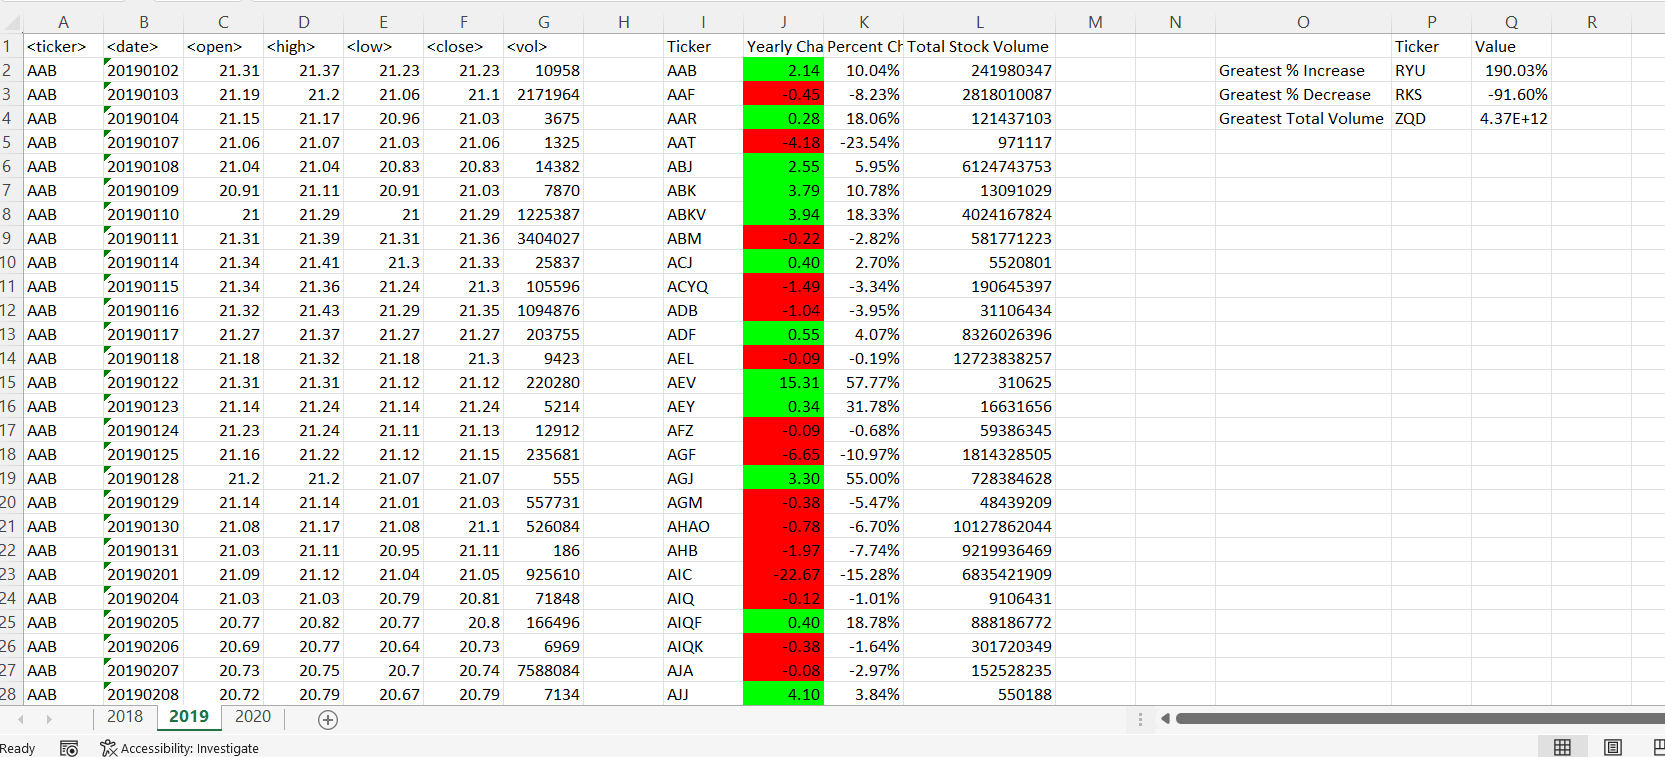 A B C D E F G H I J K L M N O P Q R
1 <ticker> <date> <open> <high> <low> <close> <vol> Ticker Yearly Cha Percent Ch Total Stock Volume Ticker Value
2 AAB 20190102 21.31 21.37 21.23 21.23 10958 AAB 2.14 10.04% 241980347 Greatest % Increase RYU 190.03%
3 AAB 20190103 21.19 21.2 21.06 21.1 2171964 AAF -0.45 -8.23% 2818010087 Greatest % Decrease RKS -91.60%
4 AAB 20190104 21.15 21.17 20.96 21.03 3675 AAR 0.28 18.06% 121437103 Greatest Total Volume ZQD 4.37E+12
5 AAB 20190107 21.06 21.07 21.03 21.06 1325 AAT -4.18 -23.54% 971117
6 AAB 20190108 21.04 21.04 20.83 20.83 14382 ABJ 2.55 5.95% 6124743753
7 AAB 20190109 20.91 21.11 20.91 21.03 7870 ABK 3.79 10.78% 13091029
8 AAB 20190110 21 21.29 21 21.29 1225387 ABKV 3.94 18.33% 4024167824
9 AAB 20190111 21.31 21.39 21.31 21.36 3404027 ABM -0.22 -2.82% 581771223
10 AAB 20190114 21.34 21.41 21.3 21.33 25837 ACJ 0.40 2.70% 5520801
11 AAB 20190115 21.34 21.36 21.24 21.3 105596 ACYQ -1.49 -3.34% 190645397
12 AAB 20190116 21.32 21.43 21.29 21.35 1094876 ADB -1.04 -3.95% 31106434
13 AAB 20190117 21.27 21.37 21.27 21.27 203755 ADF 0.55 4.07% 8326026396
14 AAB 20190118 21.18 21.32 21.18 21.3 9423 AEL -0.09 -0.19% 12723838257
15 AAB 20190122 21.31 21.31 21.12 21.12 220280 AEV 15.31 57.77% 310625
16 AAB 20190123 21.14 21.24 21.14 21.24 5214 AEY 0.34 31.78% 16631656
17 AAB 20190124 21.23 21.24 21.11 21.13 12912 AFZ -0.09 -0.68% 59386345
18 AAB 20190125 21.16 21.22 21.12 21.15 235681 AGF -6.65 -10.97% 1814328505
19 AAB 20190128 21.2 21.2 21.07 21.07 555 AGJ 3.30 55.00% 728384628
20 AAB 20190129 21.14 21.14 21.01 21.03 557731 AGM -0.38 -5.47% 48439209
21 AAB 20190130 21.08 21.17 21.08 21.1 526084 AHAO -0.78 -6.70% 10127862044
22 AAB 20190131 21.03 21.11 20.95 21.11 186 AHB -1.97 -7.74% 9219936469
23 AAB 20190201 21.09 21.12 21.04 21.05 925610 AIC -22.67 -15.28% 6835421909
24 AAB 20190204 21.03 21.03 20.79 20.81 71848 AIQ -0.12 -1.01% 9106431
25 AAB 20190205 20.77 20.82 20.77 20.8 166496 AIQF 0.40 18.78% 888186772
26 AAB 20190206 20.69 20.77 20.64 20.73 6969 AIQK -0.38 -1.64% 301720349
27 AAB 20190207 20.73 20.75 20.7 20.74 7588084 AJA -0.08 -2.97% 152528235
28 AAB 20190208 20.72 20.79 20.67 20.79 7134 AJJ 4.10 3.84% 550188
2018 2019 2020
Ready Accessibility: Investigate